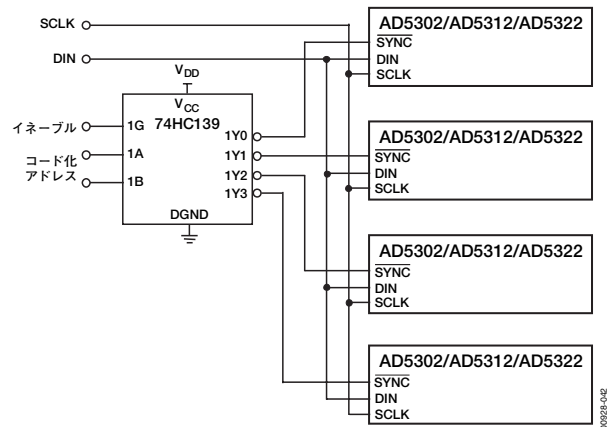 SCLK
DIN
VDD
VCC
74HC139
イネーブル
コード化
アドレス
1G
1A
1B
1Y0
1Y1
1Y2
1Y3
DGND
AD5302/AD5312/AD5322
SYNC
DIN
SCLK
AD5302/AD5312/AD5322
SYNC
DIN
SCLK
AD5302/AD5312/AD5322
SYNC
DIN
SCLK
AD5302/AD5312/AD5322
SYNC
DIN
SCLK
00928-042